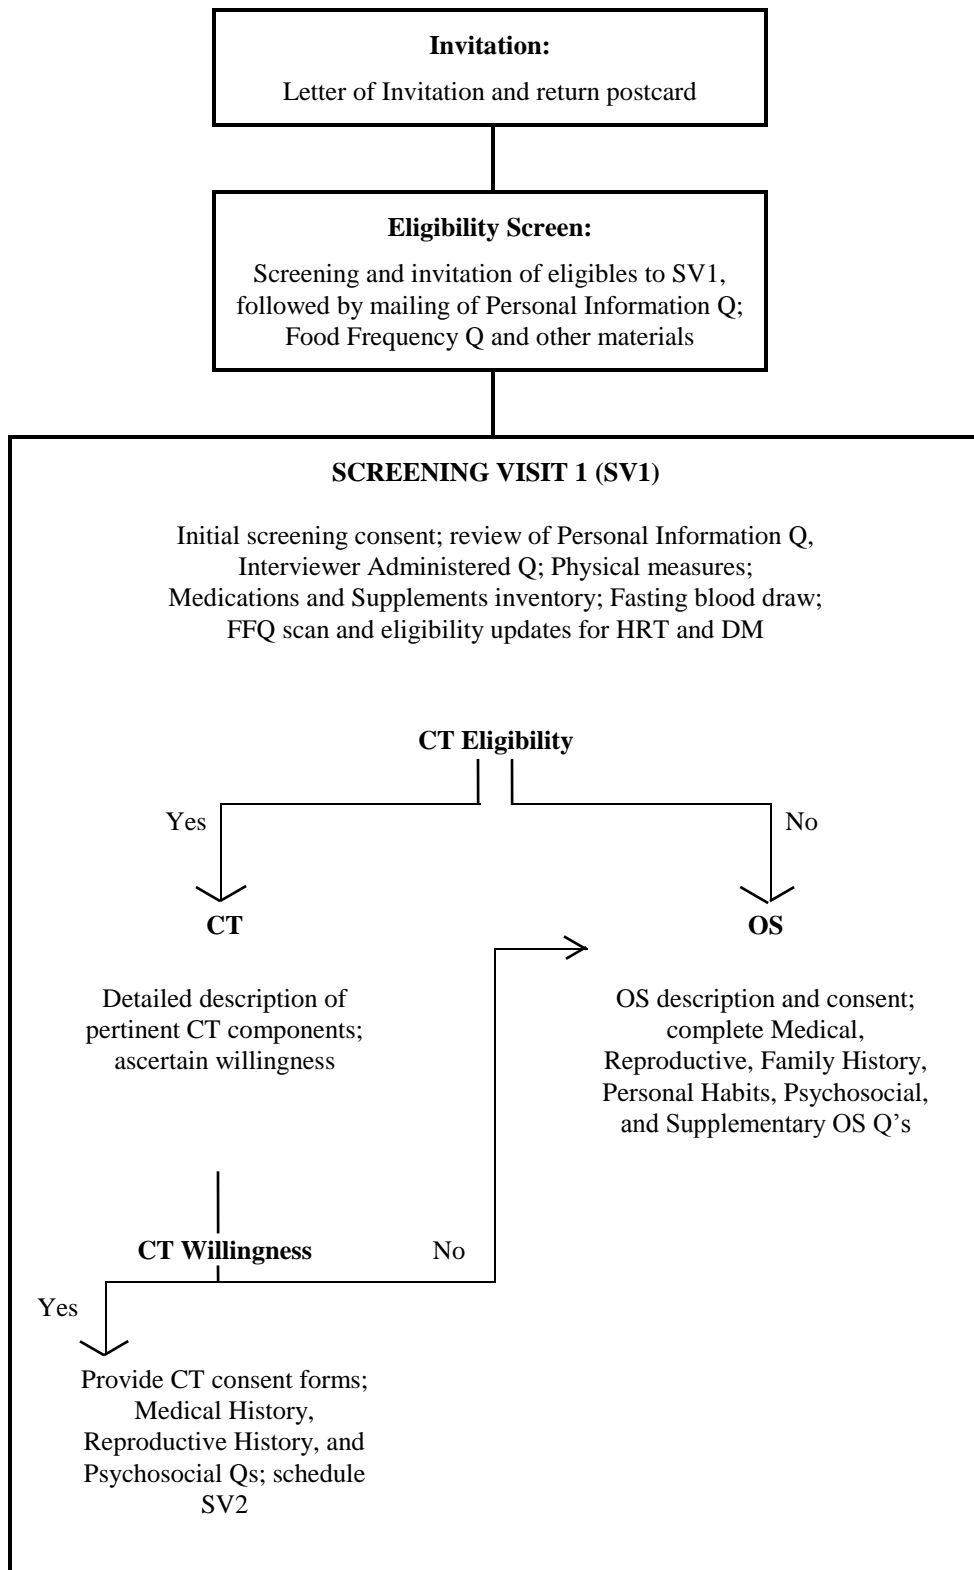 Invitation:
Letter of Invitation and return postcard
Eligibility Screen:
Screening and invitation of eligibles to SV1,
followed by mailing of Personal Information Q;
Food Frequency Q and other materials
SCREENING VISIT 1 (SV1)
Initial screening consent; review of Personal Information Q,
Interviewer Administered Q; Physical measures;
Medications and Supplements inventory; Fasting blood draw;
FFQ scan and eligibility updates for HRT and DM
CT Eligibility
Yes
No
CT
OS
Detailed description of
pertinent CT components;
ascertain willingness
OS description and consent;
complete Medical,
Reproductive, Family History,
Personal Habits, Psychosocial,
and Supplementary OS Q’s
CT Willingness
No
Yes
Provide CT consent forms;
Medical History,
Reproductive History, and
Psychosocial Qs; schedule
SV2